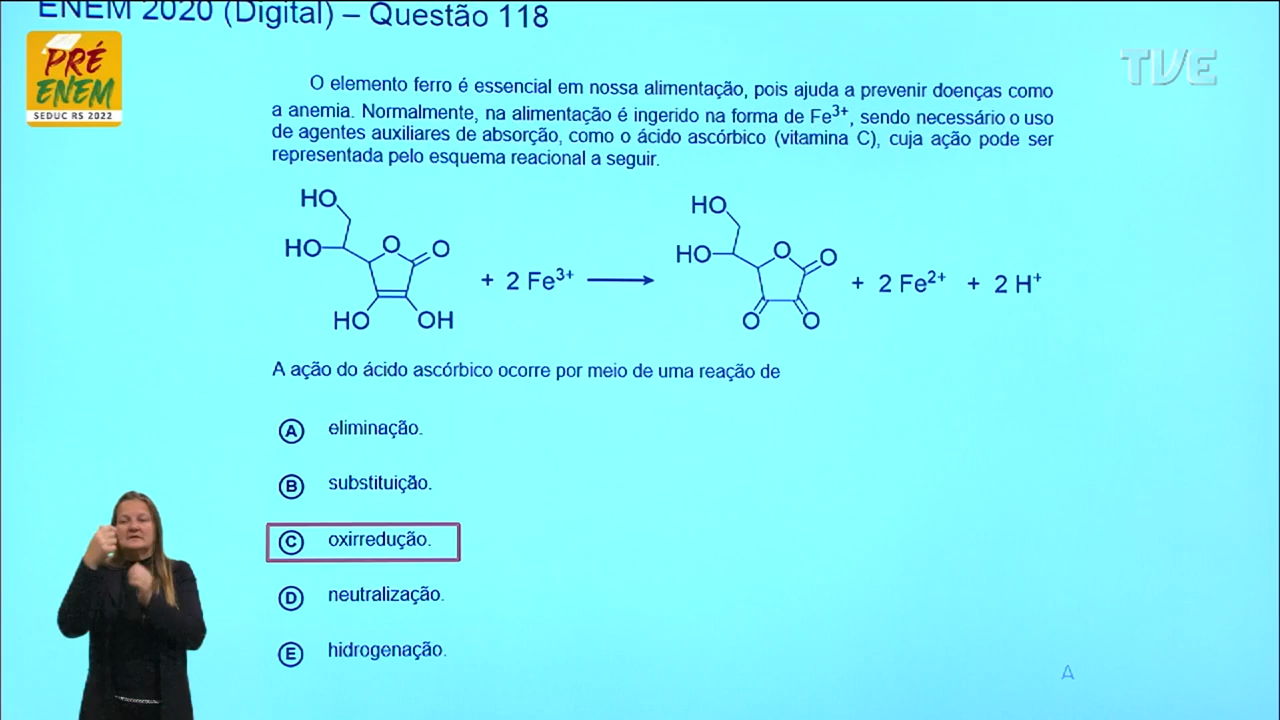 ENEM 2020 (Digital) – Questão 118
PRÉ
ENEM
SEDUC RS 2022
TVE
O elemento ferro é essencial em nossa alimentação, pois ajuda a prevenir doenças como
a anemia. Normalmente, na alimentação é ingerido na forma de Fe³⁺, sendo necessário o uso
de agentes auxiliares de absorção, como o ácido ascórbico (vitamina C), cuja ação pode ser
representada pelo esquema reacional a seguir.
HO
HO
O
O
HO
OH
+ 2 Fe³⁺
HO
HO
O
O
O
O
+ 2 Fe²⁺ + 2 H⁺
A ação do ácido ascórbico ocorre por meio de uma reação de
A eliminação.
B substituição.
C oxirredução.
D neutralização.
E hidrogenação.
A